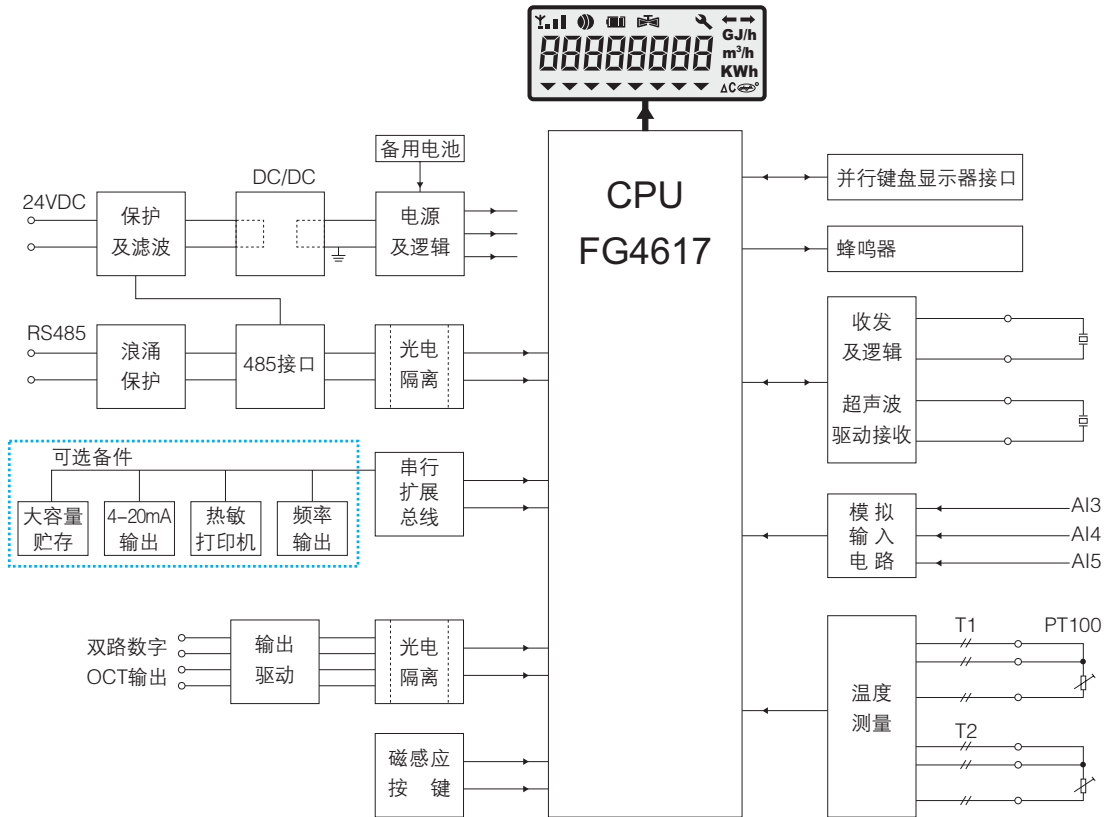 GJ/h
88888888
m³/h
KWh
ΔC
备用电池
DC/DC
24VDC
保护
及滤波
电源
及逻辑
CPU
FG4617
并行键盘显示器接口
蜂鸣器
RS485
浪涌
保护
485接口
光电
隔离
收发
及逻辑
超声波
驱动接收
可选备件
大容量
贮存
4-20mA
输出
热敏
打印机
频率
输出
串行
扩展
总线
模拟
输入
电路
AI3
AI4
AI5
双路数字
OCT输出
输出
驱动
光电
隔离
磁感应
按 键
温度
测量
T1
PT100
T2